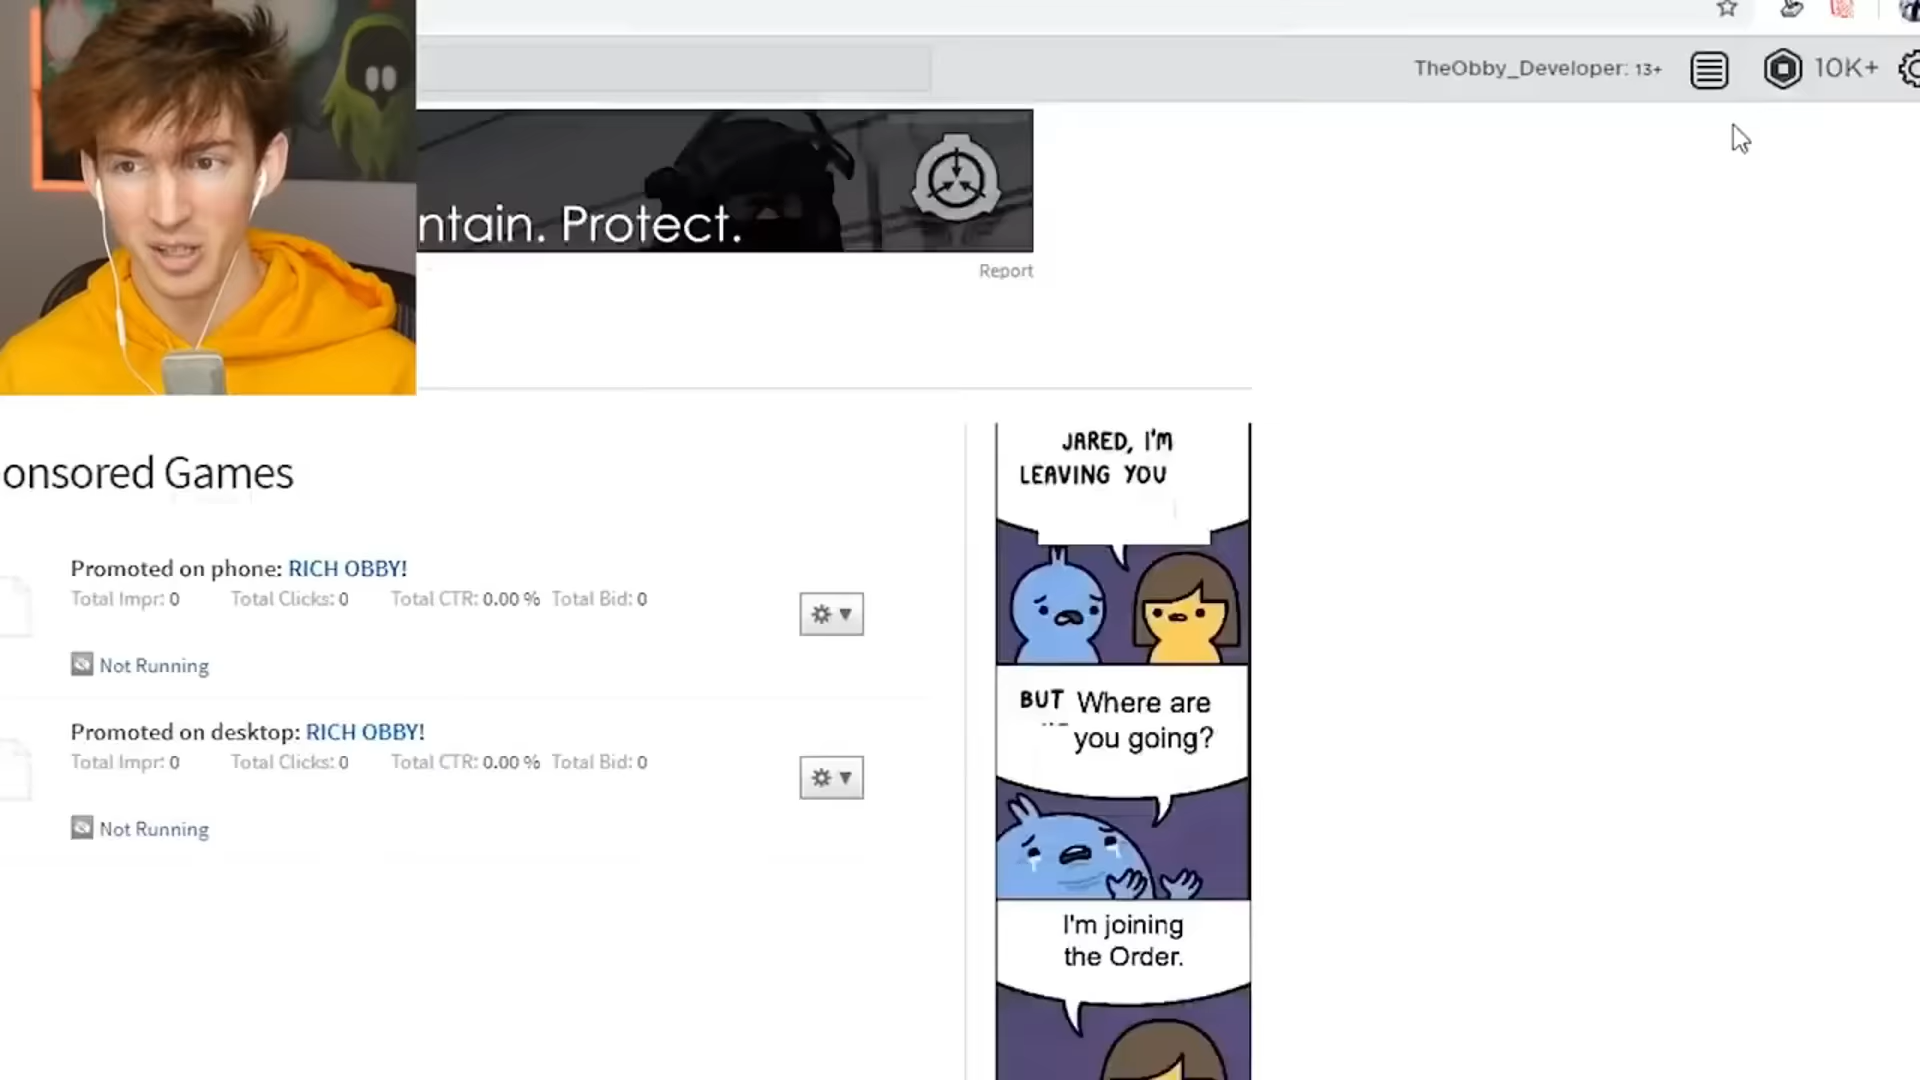 TheObby_Developer: 13+
10K+
ntain. Protect.
Report
onsored Games
Promoted on phone: RICH OBBY!
Total Impr: 0 Total Clicks: 0 Total CTR: 0.00 % Total Bid: 0
Not Running
Promoted on desktop: RICH OBBY!
Total Impr: 0 Total Clicks: 0 Total CTR: 0.00 % Total Bid: 0
Not Running
JARED, I'M
LEAVING YOU
BUT Where are
you going?
I'm joining
the Order.